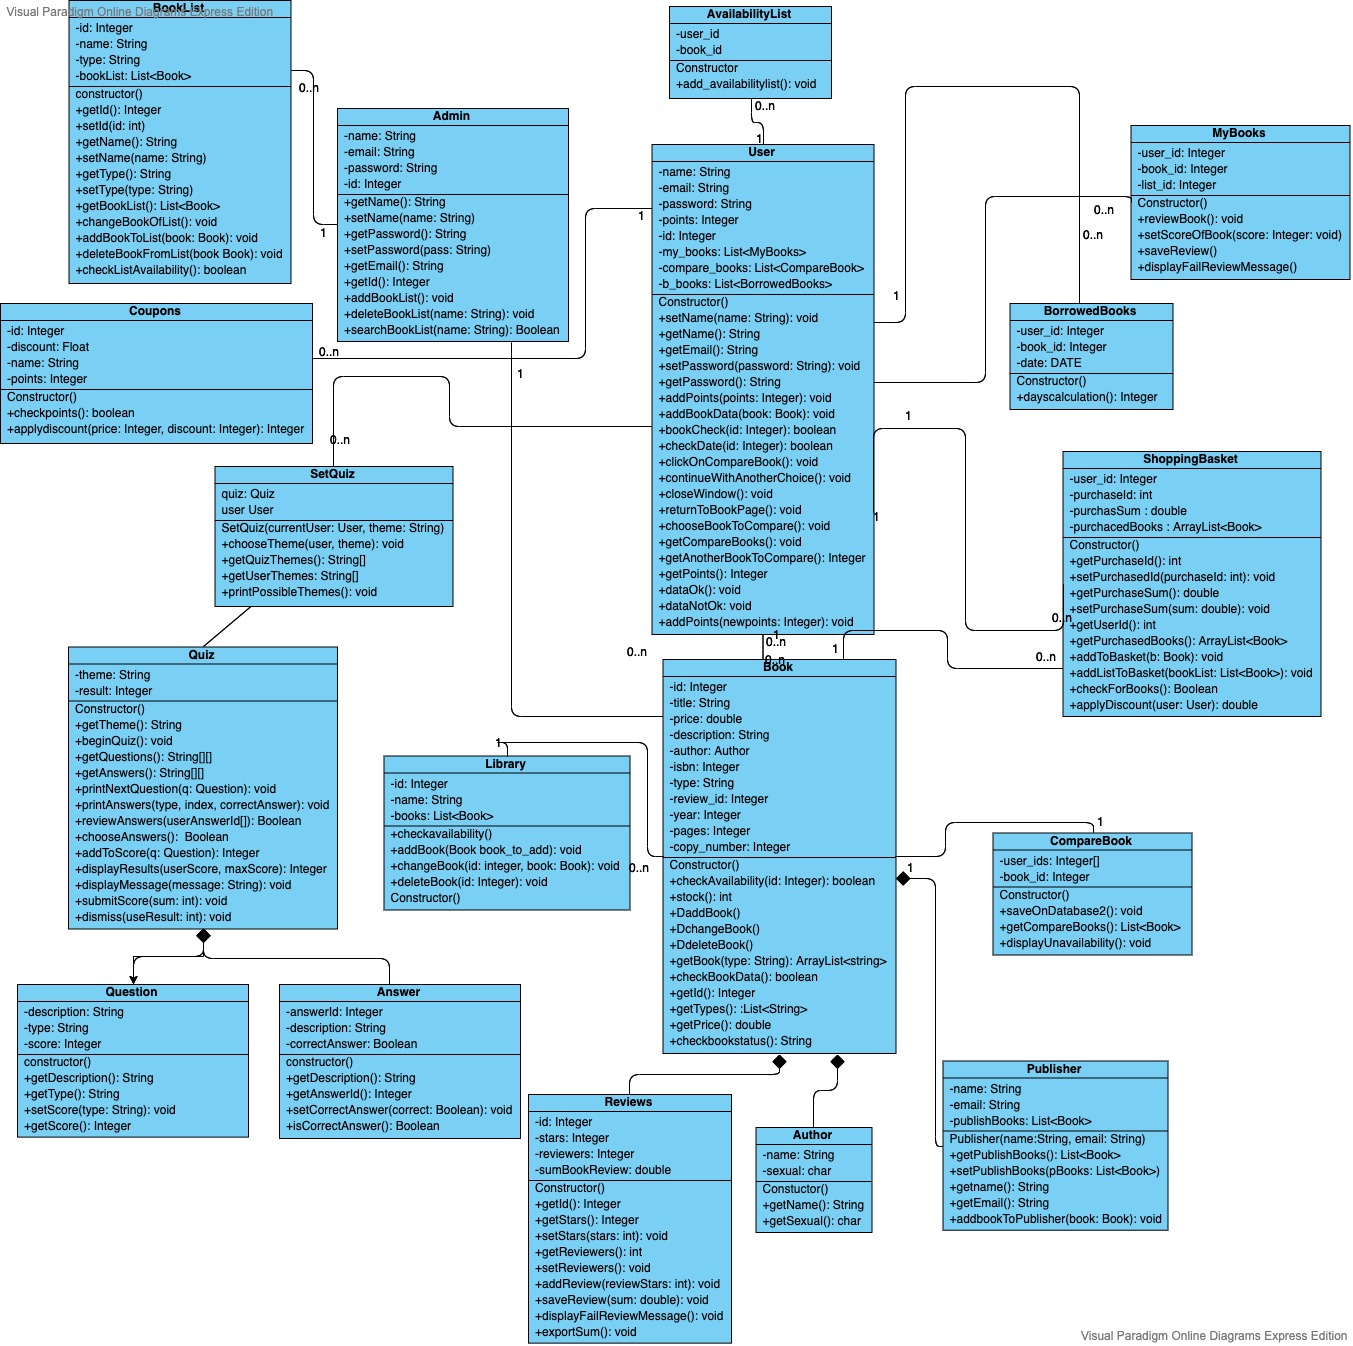 Visual Paradigm Online Diagrams Express Edition
BookList
-id: Integer
-name: String
-type: String
-bookList: List<Book>
constructor()
+getId(): Integer
+setId(id: int)
+getName(): String
+setName(name: String)
+getType(): String
+setType(type: String)
+getBookList(): List<Book>
+changeBookOfList(): void
+addBookToList(book: Book): void
+deleteBookFromList(book Book): void
+checkListAvailability(): boolean
0..n
1
Admin
-name: String
-email: String
-password: String
-id: Integer
+getName(): String
+setName(name: String)
+getPassword(): String
+setPassword(pass: String)
+getEmail(): String
+getId(): Integer
+addBookList(): void
+deleteBookList(name: String): void
+searchBookList(name: String): Boolean
1
AvailabilityList
-user_id
-book_id
Constructor
+add_availabilitylist(): void
0..n
1
User
-name: String
-email: String
-password: String
-points: Integer
-id: Integer
-my_books: List<MyBooks>
-compare_books: List<CompareBook>
-b_books: List<BorrowedBooks>
Constructor()
+setName(name: String): void
+getName(): String
+getEmail(): String
+setPassword(password: String): void
+getPassword(): String
+addPoints(points: Integer): void
+addBookData(book: Book): void
+bookCheck(id: Integer): boolean
+checkDate(id: Integer): boolean
+clickOnCompareBook(): void
+continueWithAnotherChoice(): void
+closeWindow(): void
+returnToBookPage(): void
+chooseBookToCompare(): void
+getCompareBooks(): void
+getAnotherBookToCompare(): Integer
+getPoints(): Integer
+dataOk(): void
+dataNotOk: void
+addPoints(newpoints: Integer): void
1
1
1
1
MyBooks
-user_id: Integer
-book_id: Integer
-list_id: Integer
Constructor()
+reviewBook(): void
+setScoreOfBook(score: Integer: void)
+saveReview()
+displayFailReviewMessage()
0..n
0..n
BorrowedBooks
-user_id: Integer
-book_id: Integer
-date: DATE
Constructor()
+dayscalculation(): Integer
Coupons
-id: Integer
-discount: Float
-name: String
-points: Integer
Constructor()
+checkpoints(): boolean
+applydiscount(price: Integer, discount: Integer): Integer
0..n
0..n
SetQuiz
quiz: Quiz
user User
SetQuiz(currentUser: User, theme: String)
+chooseTheme(user, theme): void
+getQuizThemes(): String[]
+getUserThemes: String[]
+printPossibleThemes(): void
ShoppingBasket
-user_id: Integer
-purchaseId: int
-purchasSum : double
-purchacedBooks : ArrayList<Book>
Constructor()
+getPurchaseId(): int
+setPurchasedId(purchaseId: int): void
+getPurchaseSum(): double
+setPurchaseSum(sum: double): void
+getUserId(): int
+getPurchasedBooks(): ArrayList<Book>
+addToBasket(b: Book): void
+addListToBasket(bookList: List<Book>): void
+checkForBooks(): Boolean
+applyDiscount(user: User): double
0..n
0..n
1
1
0..n
0..n
0..n
Quiz
-theme: String
-result: Integer
Constructor()
+getTheme(): String
+beginQuiz(): void
+getQuestions(): String[][]
+getAnswers(): String[][]
+printNextQuestion(q: Question): void
+printAnswers(type, index, correctAnswer): void
+reviewAnswers(userAnswerId[]): Boolean
+chooseAnswers():  Boolean
+addToScore(q: Question): Integer
+displayResults(userScore, maxScore): Integer
+displayMessage(message: String): void
+submitScore(sum: int): void
+dismiss(useResult: int): void
1
Library
-id: Integer
-name: String
-books: List<Book>
+checkavailability()
+addBook(Book book_to_add): void
+changeBook(id: integer, book: Book): void
+deleteBook(id: Integer): void
Constructor()
0..n
Book
-id: Integer
-title: String
-price: double
-description: String
-author: Author
-isbn: Integer
-type: String
-review_id: Integer
-year: Integer
-pages: Integer
-copy_number: Integer
Constructor()
+checkAvailability(id: Integer): boolean
+stock(): int
+DaddBook()
+DchangeBook()
+DdeleteBook()
+getBook(type: String): ArrayList<string>
+checkBookData(): boolean
+getId(): Integer
+getTypes(): :List<String>
+getPrice(): double
+checkbookstatus(): String
1
1
CompareBook
-user_ids: Integer[]
-book_id: Integer
Constructor()
+saveOnDatabase2(): void
+getCompareBooks(): List<Book>
+displayUnavailability(): void
Question
-description: String
-type: String
-score: Integer
constructor()
+getDescription(): String
+getType(): String
+setScore(type: String): void
+getScore(): Integer
Answer
-answerId: Integer
-description: String
-correctAnswer: Boolean
constructor()
+getDescription(): String
+getAnswerId(): Integer
+setCorrectAnswer(correct: Boolean): void
+isCorrectAnswer(): Boolean
Reviews
-id: Integer
-stars: Integer
-reviewers: Integer
-sumBookReview: double
Constructor()
+getId(): Integer
+getStars(): Integer
+setStars(stars: int): void
+getReviewers(): int
+setReviewers(): void
+addReview(reviewStars: int): void
+saveReview(sum: double): void
+displayFailReviewMessage(): void
+exportSum(): void
Author
-name: String
-sexual: char
Constuctor()
+getName(): String
+getSexual(): char
Publisher
-name: String
-email: String
-publishBooks: List<Book>
Publisher(name:String, email: String)
+getPublishBooks(): List<Book>
+setPublishBooks(pBooks: List<Book>)
+getname(): String
+getEmail(): String
+addbookToPublisher(book: Book): void
Visual Paradigm Online Diagrams Express Edition